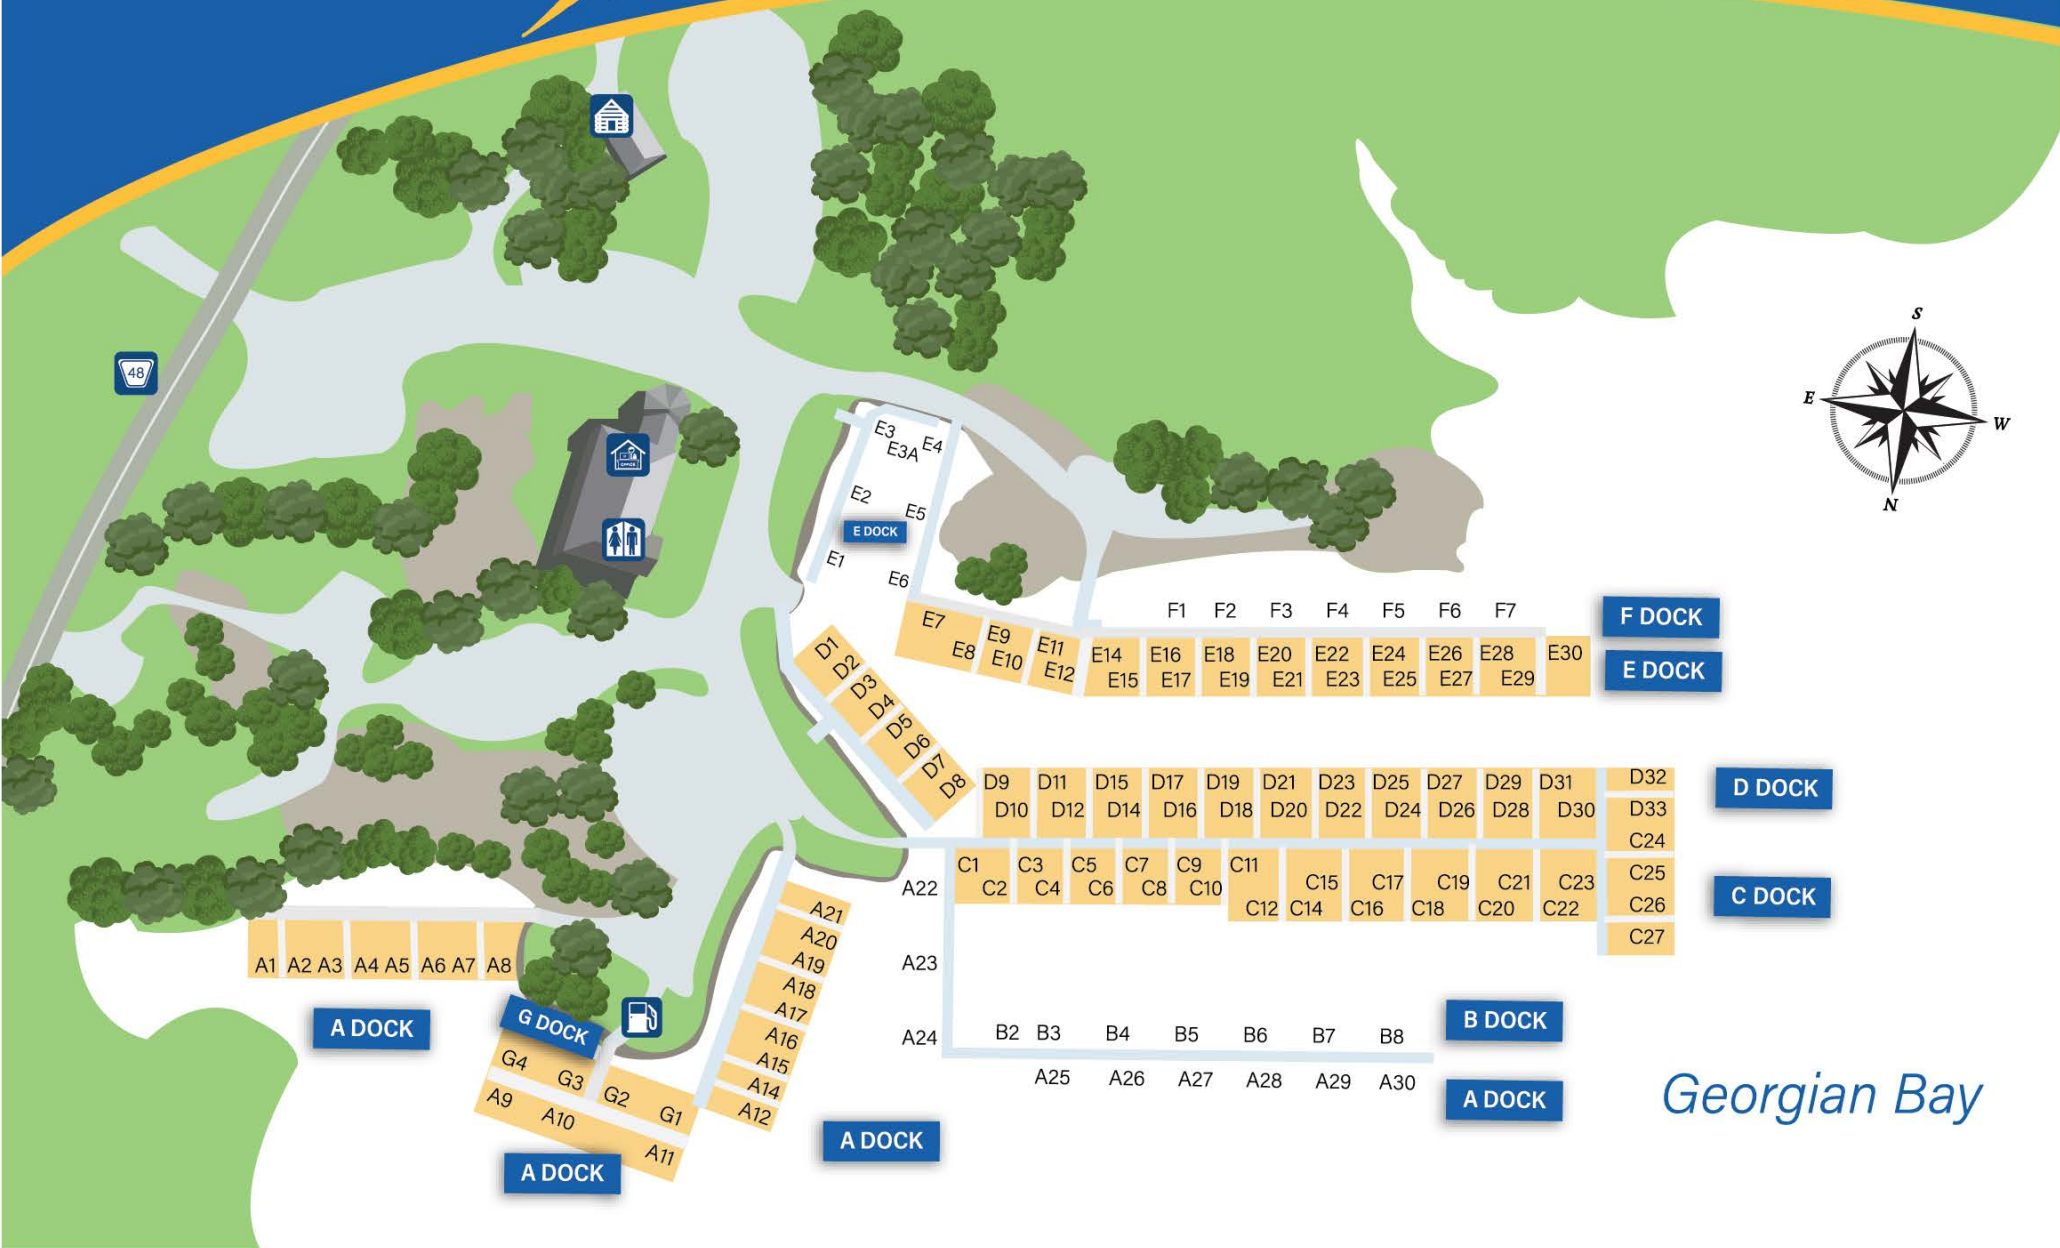 48
OFFICE
S
E
W
N
E3
E4
E3A
E2
E5
E DOCK
E1
E6
E7
E8
E9
E10
E11
E12
F1 F2 F3 F4 F5 F6 F7
F DOCK
E14 E16 E18 E20 E22 E24 E26 E28 E30
E15 E17 E19 E21 E23 E25 E27 E29
E DOCK
D1
D2
D3
D4
D5
D6
D7
D8
D9 D11 D15 D17 D19 D21 D23 D25 D27 D29 D31
D10 D12 D14 D16 D18 D20 D22 D24 D26 D28 D30
D32
D33
D DOCK
C24
C25
C26
C27
C DOCK
C1 C3 C5 C7 C9 C11
C2 C4 C6 C8 C10
C15 C17 C19 C21 C23
C12 C14 C16 C18 C20 C22
A22
A23
A24
B2 B3 B4 B5 B6 B7 B8
B DOCK
A25 A26 A27 A28 A29 A30
A DOCK
A21
A20
A19
A18
A17
A16
A15
A14
A12
A DOCK
A1 A2 A3 A4 A5 A6 A7 A8
A DOCK
G DOCK
G4
G3
G2
G1
A9
A10
A11
A DOCK
Georgian Bay